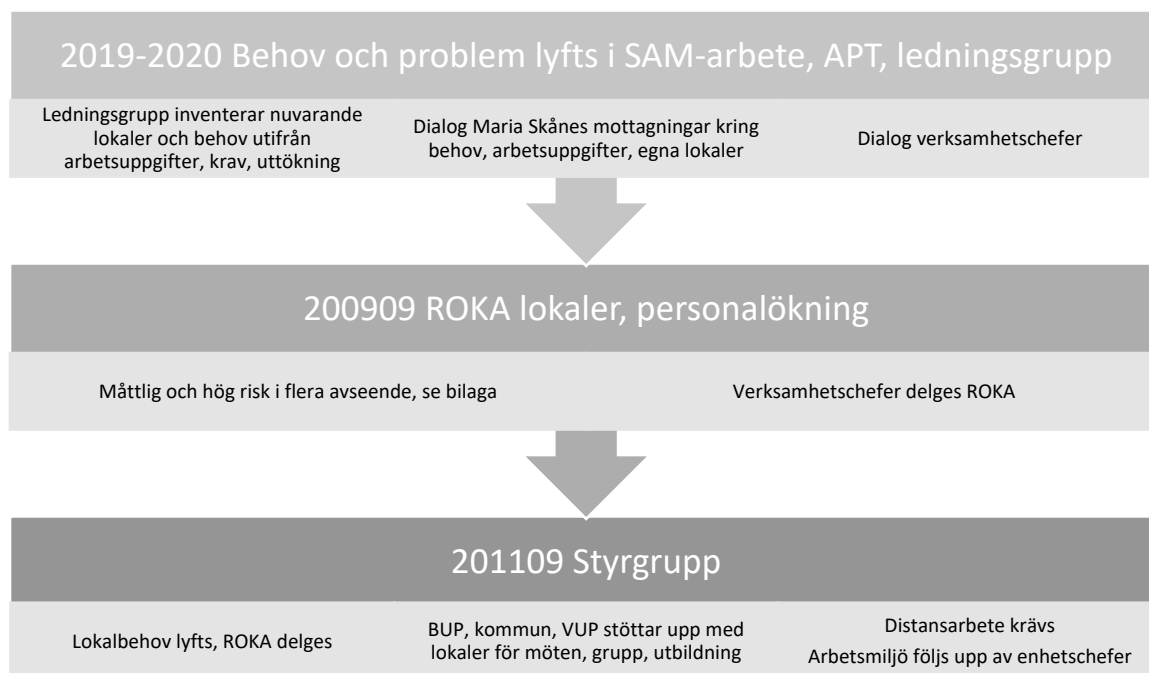 2019-2020 Behov och problem lyfts i SAM-arbete, APT, ledningsgrupp
Ledningsgrupp inventerar nuvarande
lokaler och behov utifrån
arbetsuppgifter, krav, uttökning
Dialog Maria Skånes mottagningar kring
behov, arbetsuppgifter, egna lokaler
Dialog verksamhetschefer
200909 ROKA lokaler, personalökning
Måttlig och hög risk i flera avseende, se bilaga
Verksamhetschefer delges ROKA
201109 Styrgrupp
Lokalbehov lyfts, ROKA delges
BUP, kommun, VUP stöttar upp med
lokaler för möten, grupp, utbildning
Distansarbete krävs
Arbetsmiljö följs upp av enhetschefer